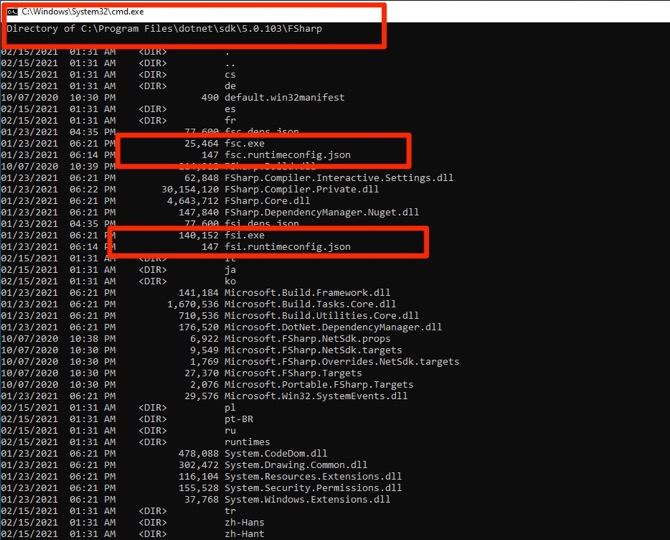 C:\Windows\System32\cmd.exe
Directory of C:\Program Files\dotnet\sdk\5.0.103\FSharp
02/15/2021 01:31 AM <DIR> .
02/15/2021 01:31 AM <DIR> ..
02/15/2021 01:31 AM <DIR> cs
02/15/2021 01:31 AM <DIR> de
10/07/2020 10:30 PM 490 default.win32manifest
02/15/2021 01:31 AM <DIR> es
02/15/2021 01:31 AM <DIR> fr
01/23/2021 04:35 PM 77,600 fsc.deps.json
01/23/2021 06:21 PM 25,464 fsc.exe
01/23/2021 06:14 PM 147 fsc.runtimeconfig.json
10/07/2020 10:39 PM FSharp.Build.dll
01/23/2021 06:21 PM 62,848 FSharp.Compiler.Interactive.Settings.dll
01/23/2021 06:22 PM 30,154,120 FSharp.Compiler.Private.dll
01/23/2021 06:21 PM 4,643,712 FSharp.Core.dll
01/23/2021 06:21 PM 147,840 FSharp.DependencyManager.Nuget.dll
01/23/2021 04:35 PM 77,600 fsi.deps.json
01/23/2021 06:21 PM 140,152 fsi.exe
01/23/2021 06:14 PM 147 fsi.runtimeconfig.json
02/15/2021 01:31 AM <DIR> it
02/15/2021 01:31 AM <DIR> ja
02/15/2021 01:31 AM <DIR> ko
01/23/2021 06:21 PM 141,184 Microsoft.Build.Framework.dll
01/23/2021 06:21 PM 1,670,536 Microsoft.Build.Tasks.Core.dll
01/23/2021 06:21 PM 710,536 Microsoft.Build.Utilities.Core.dll
01/23/2021 06:21 PM 176,520 Microsoft.DotNet.DependencyManager.dll
10/07/2020 10:38 PM 6,922 Microsoft.FSharp.NetSdk.props
10/07/2020 10:30 PM 9,549 Microsoft.FSharp.NetSdk.targets
10/07/2020 10:30 PM 1,769 Microsoft.FSharp.Overrides.NetSdk.targets
10/07/2020 10:30 PM 27,370 Microsoft.FSharp.Targets
10/07/2020 10:30 PM 2,076 Microsoft.Portable.FSharp.Targets
01/23/2021 06:21 PM 29,576 Microsoft.Win32.SystemEvents.dll
02/15/2021 01:31 AM <DIR> pl
02/15/2021 01:31 AM <DIR> pt-BR
02/15/2021 01:31 AM <DIR> ru
02/15/2021 01:31 AM <DIR> runtimes
01/23/2021 06:21 PM 478,088 System.CodeDom.dll
01/23/2021 06:21 PM 302,472 System.Drawing.Common.dll
01/23/2021 06:21 PM 116,104 System.Resources.Extensions.dll
01/23/2021 06:21 PM 155,528 System.Security.Permissions.dll
01/23/2021 06:21 PM 37,768 System.Windows.Extensions.dll
02/15/2021 01:31 AM <DIR> tr
02/15/2021 01:31 AM <DIR> zh-Hans
02/15/2021 01:31 AM <DIR> zh-Hant